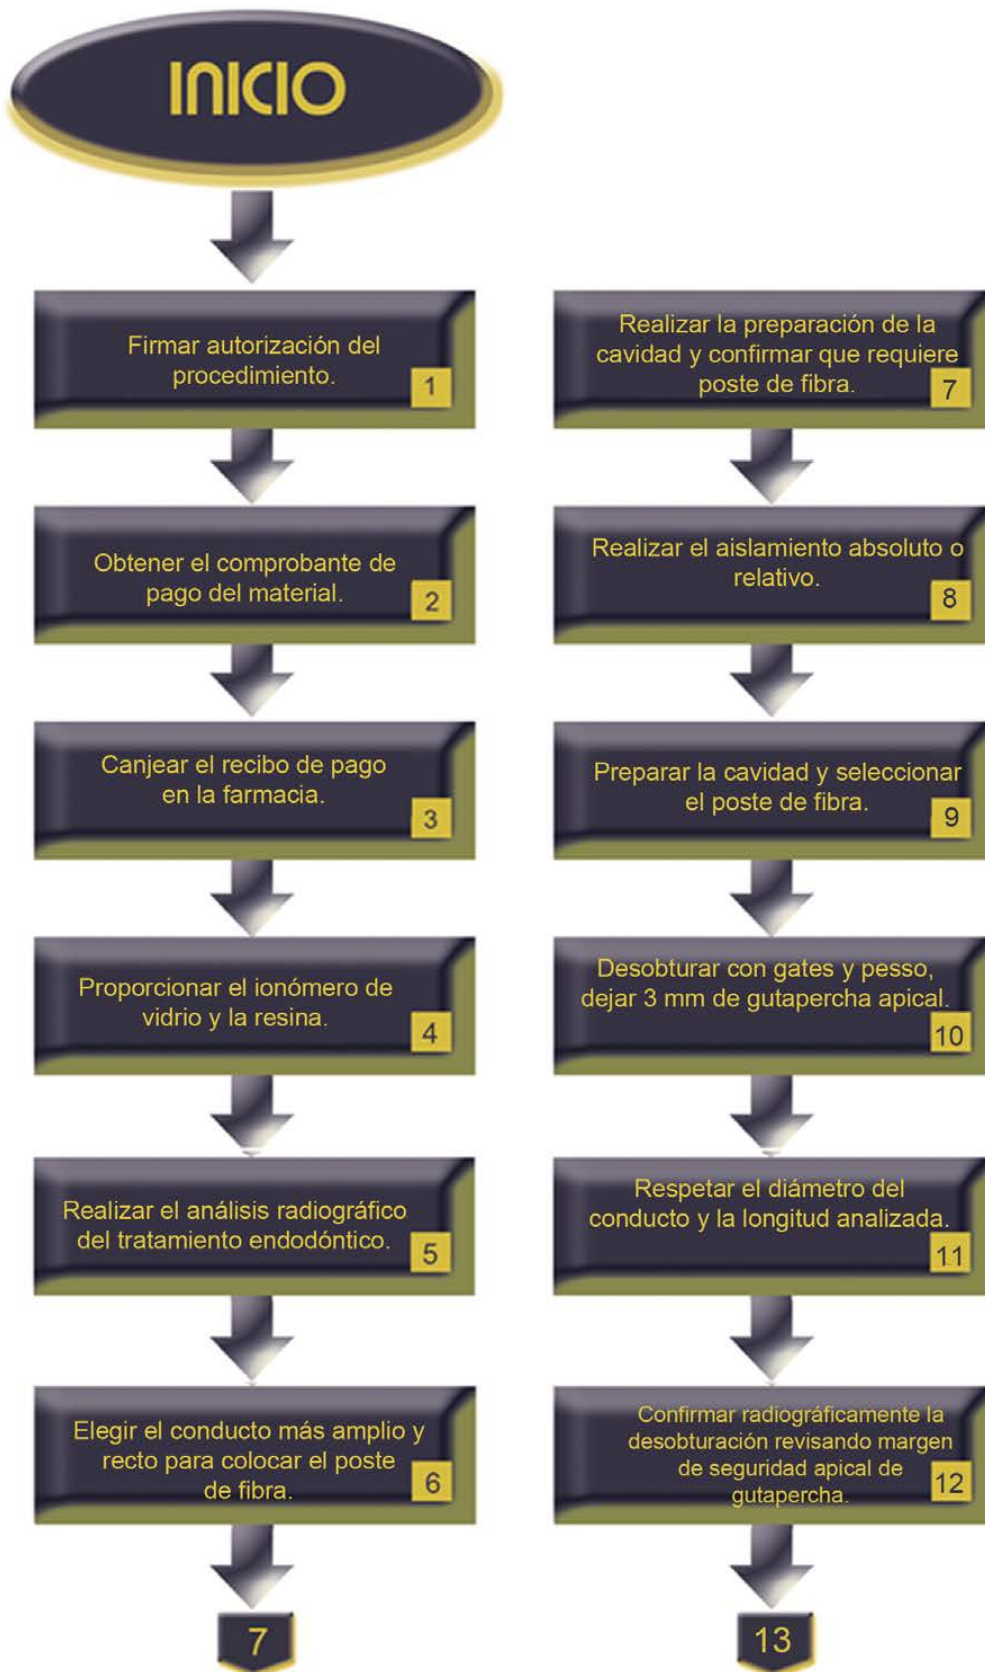 INICIO
Firmar autorización del
procedimiento.
1
Obtener el comprobante de
pago del material.
2
Canjear el recibo de pago
en la farmacia.
3
Proporcionar el ionómero de
vidrio y la resina.
4
Realizar el análisis radiográfico
del tratamiento endodóntico.
5
Elegir el conducto más amplio y
recto para colocar el poste
de fibra.
6
7
Realizar la preparación de la
cavidad y confirmar que requiere
poste de fibra.
7
Realizar el aislamiento absoluto o
relativo.
8
Preparar la cavidad y seleccionar
el poste de fibra.
9
Desobturar con gates y pesso,
dejar 3 mm de gutapercha apical.
10
Respetar el diámetro del
conducto y la longitud analizada.
11
Confirmar radiográficamente la
desobturación revisando margen
de seguridad apical de
gutapercha.
12
13